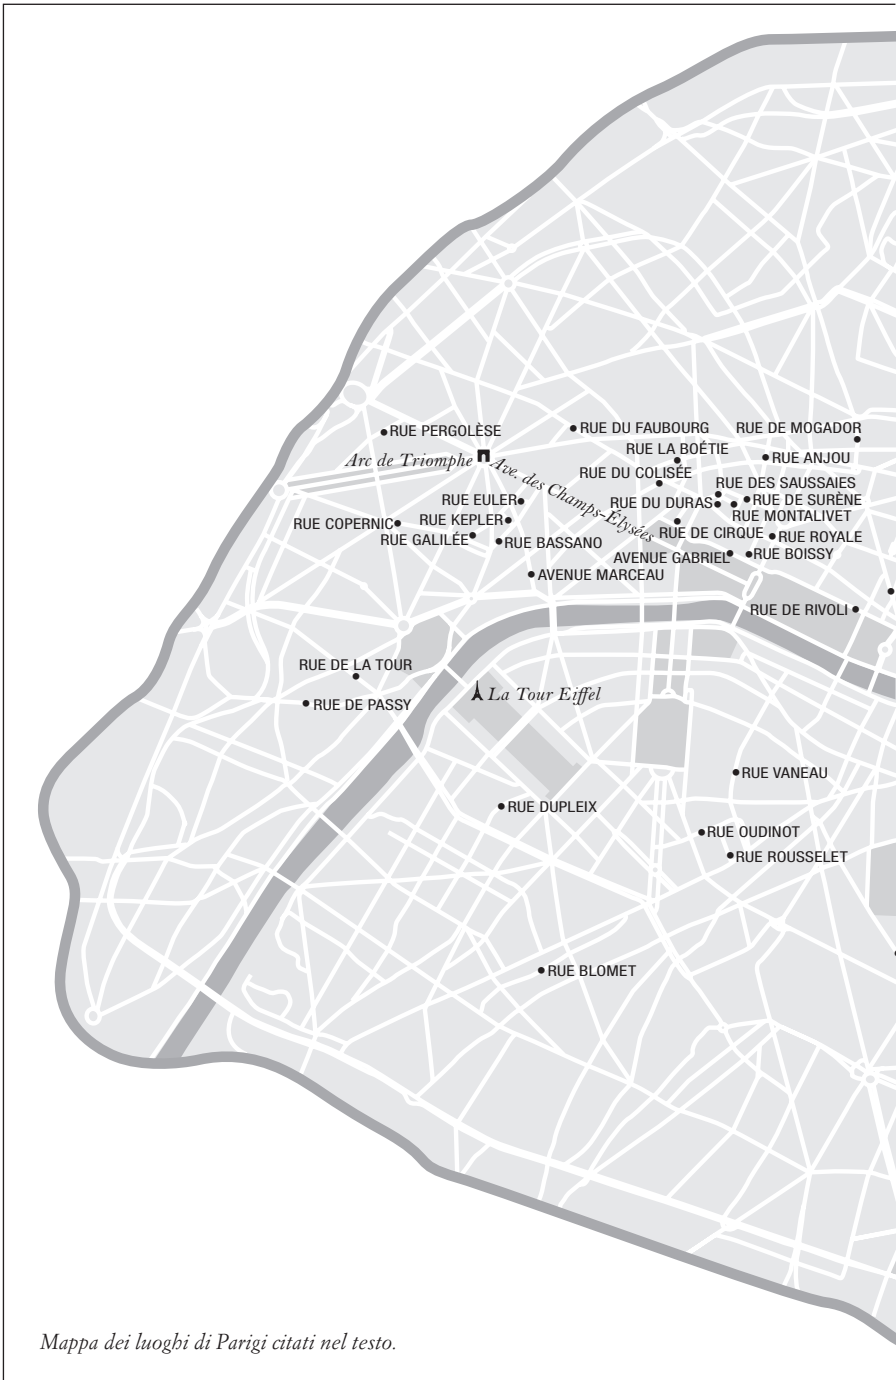 RUE PERGOLÈSE
RUE DU FAUBOURG
RUE DE MOGADOR
Arc de Triomphe
RUE LA BOÉTIE
RUE ANJOU
Ave. des Champs-Élysées
RUE DU COLISÉE
RUE DES SAUSSAIES
RUE EULER
RUE DU DURAS
RUE DE SURÈNE
RUE MONTALIVET
RUE COPERNIC
RUE KEPLER
RUE DE CIRQUE
RUE ROYALE
RUE GALILÉE
RUE BASSANO
AVENUE GABRIEL
RUE BOISSY
AVENUE MARCEAU
RUE DE RIVOLI
RUE DE LA TOUR
La Tour Eiffel
RUE DE PASSY
RUE VANEAU
RUE DUPLEIX
RUE OUDINOT
RUE ROUSSELET
RUE BLOMET
Mappa dei luoghi di Parigi citati nel testo.